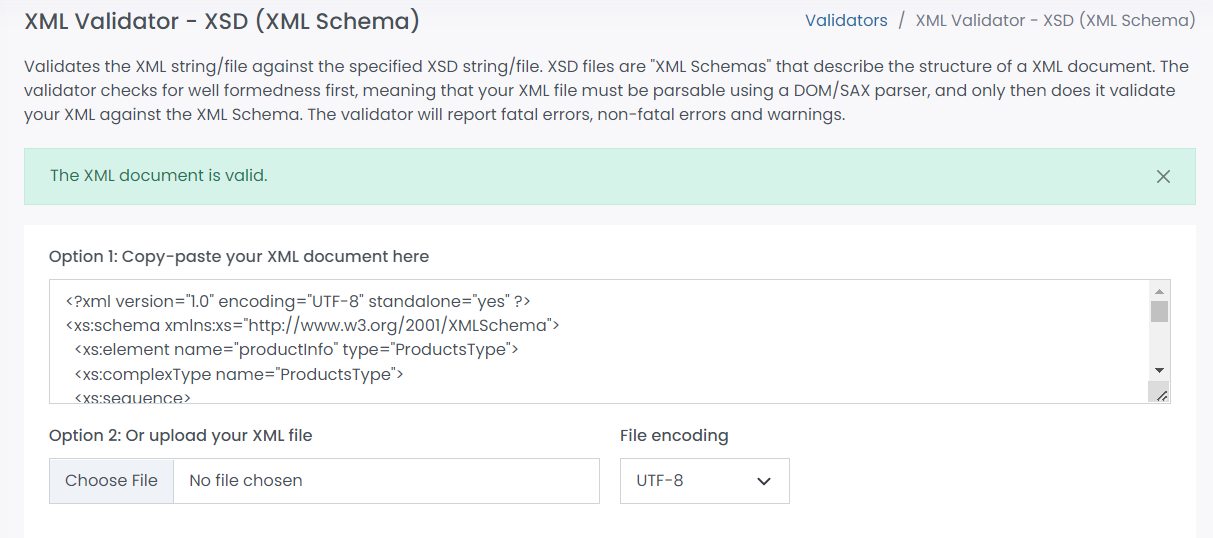 XML Validator - XSD (XML Schema)
Validators / XML Validator - XSD (XML Schema)
Validates the XML string/file against the specified XSD string/file. XSD files are "XML Schemas" that describe the structure of a XML document. The
validator checks for well formedness first, meaning that your XML file must be parsable using a DOM/SAX parser, and only then does it validate
your XML against the XML Schema. The validator will report fatal errors, non-fatal errors and warnings.
The XML document is valid.
Option 1: Copy-paste your XML document here
<?xml version="1.0" encoding="UTF-8" standalone="yes" ?>
<xs:schema xmlns:xs="http://www.w3.org/2001/XMLSchema">
<xs:element name="productInfo" type="ProductsType">
<xs:complexType name="ProductsType">
<xs:sequence>
Option 2: Or upload your XML file
File encoding
Choose File No file chosen
UTF-8